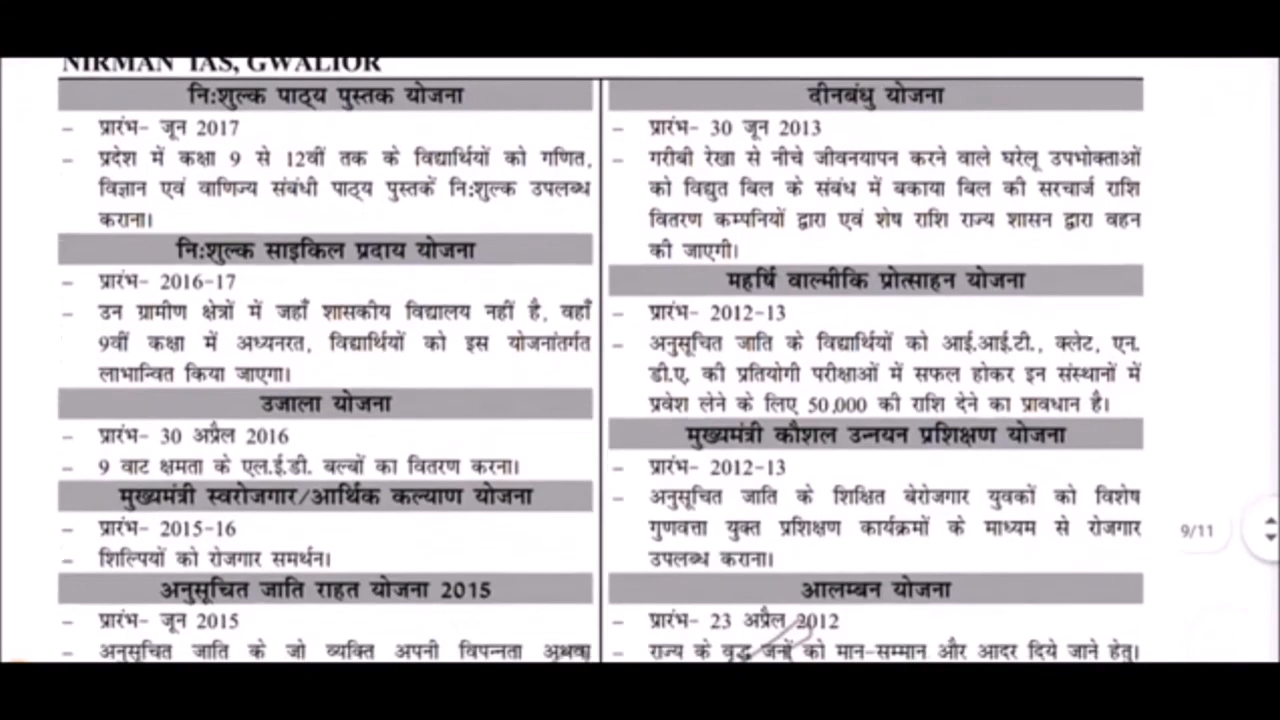 NIRMAN IAS, GWALIOR
नि:शुल्क पाठ्य पुस्तक योजना
– प्रारंभ- जून 2017
– प्रदेश में कक्षा 9 से 12वीं तक के विद्यार्थियों को गणित,
विज्ञान एवं वाणिज्य संबंधी पाठ्य पुस्तकें नि:शुल्क उपलब्ध
कराना।
नि:शुल्क साइकिल प्रदाय योजना
– प्रारंभ- 2016-17
– उन ग्रामीण क्षेत्रों में जहाँ शासकीय विद्यालय नहीं है, वहाँ
9वीं कक्षा में अध्यनरत, विद्यार्थियों को इस योजनांतर्गत
लाभान्वित किया जाएगा।
उजाला योजना
– प्रारंभ- 30 अप्रैल 2016
– 9 वाट क्षमता के एल.ई.डी. बल्बों का वितरण करना।
मुख्यमंत्री स्वरोजगार/आर्थिक कल्याण योजना
– प्रारंभ- 2015-16
– शिल्पियों को रोजगार समर्थन।
अनुसूचित जाति राहत योजना 2015
– प्रारंभ- जून 2015
– अनुसूचित जाति के जो व्यक्ति अपनी विपन्नता अथवा
दीनबंधु योजना
– प्रारंभ- 30 जून 2013
– गरीबी रेखा से नीचे जीवनयापन करने वाले घरेलू उपभोक्ताओं
को विद्युत बिल के संबंध में बकाया बिल की सरचार्ज राशि
वितरण कम्पनियों द्वारा एवं शेष राशि राज्य शासन द्वारा वहन
की जाएगी।
महर्षि वाल्मीकि प्रोत्साहन योजना
– प्रारंभ- 2012-13
– अनुसूचित जाति के विद्यार्थियों को आई.आई.टी., क्लेट, एन.
डी.ए. की प्रतियोगी परीक्षाओं में सफल होकर इन संस्थानों में
प्रवेश लेने के लिए 50,000 की राशि देने का प्रावधान है।
मुख्यमंत्री कौशल उन्नयन प्रशिक्षण योजना
– प्रारंभ- 2012-13
– अनुसूचित जाति के शिक्षित बेरोजगार युवकों को विशेष
गुणवत्ता युक्त प्रशिक्षण कार्यक्रमों के माध्यम से रोजगार
उपलब्ध कराना।
आलम्बन योजना
– प्रारंभ- 23 अप्रैल 2012
– राज्य के वृद्ध जनों को मान-सम्मान और आदर दिये जाने हेतु।
9/11